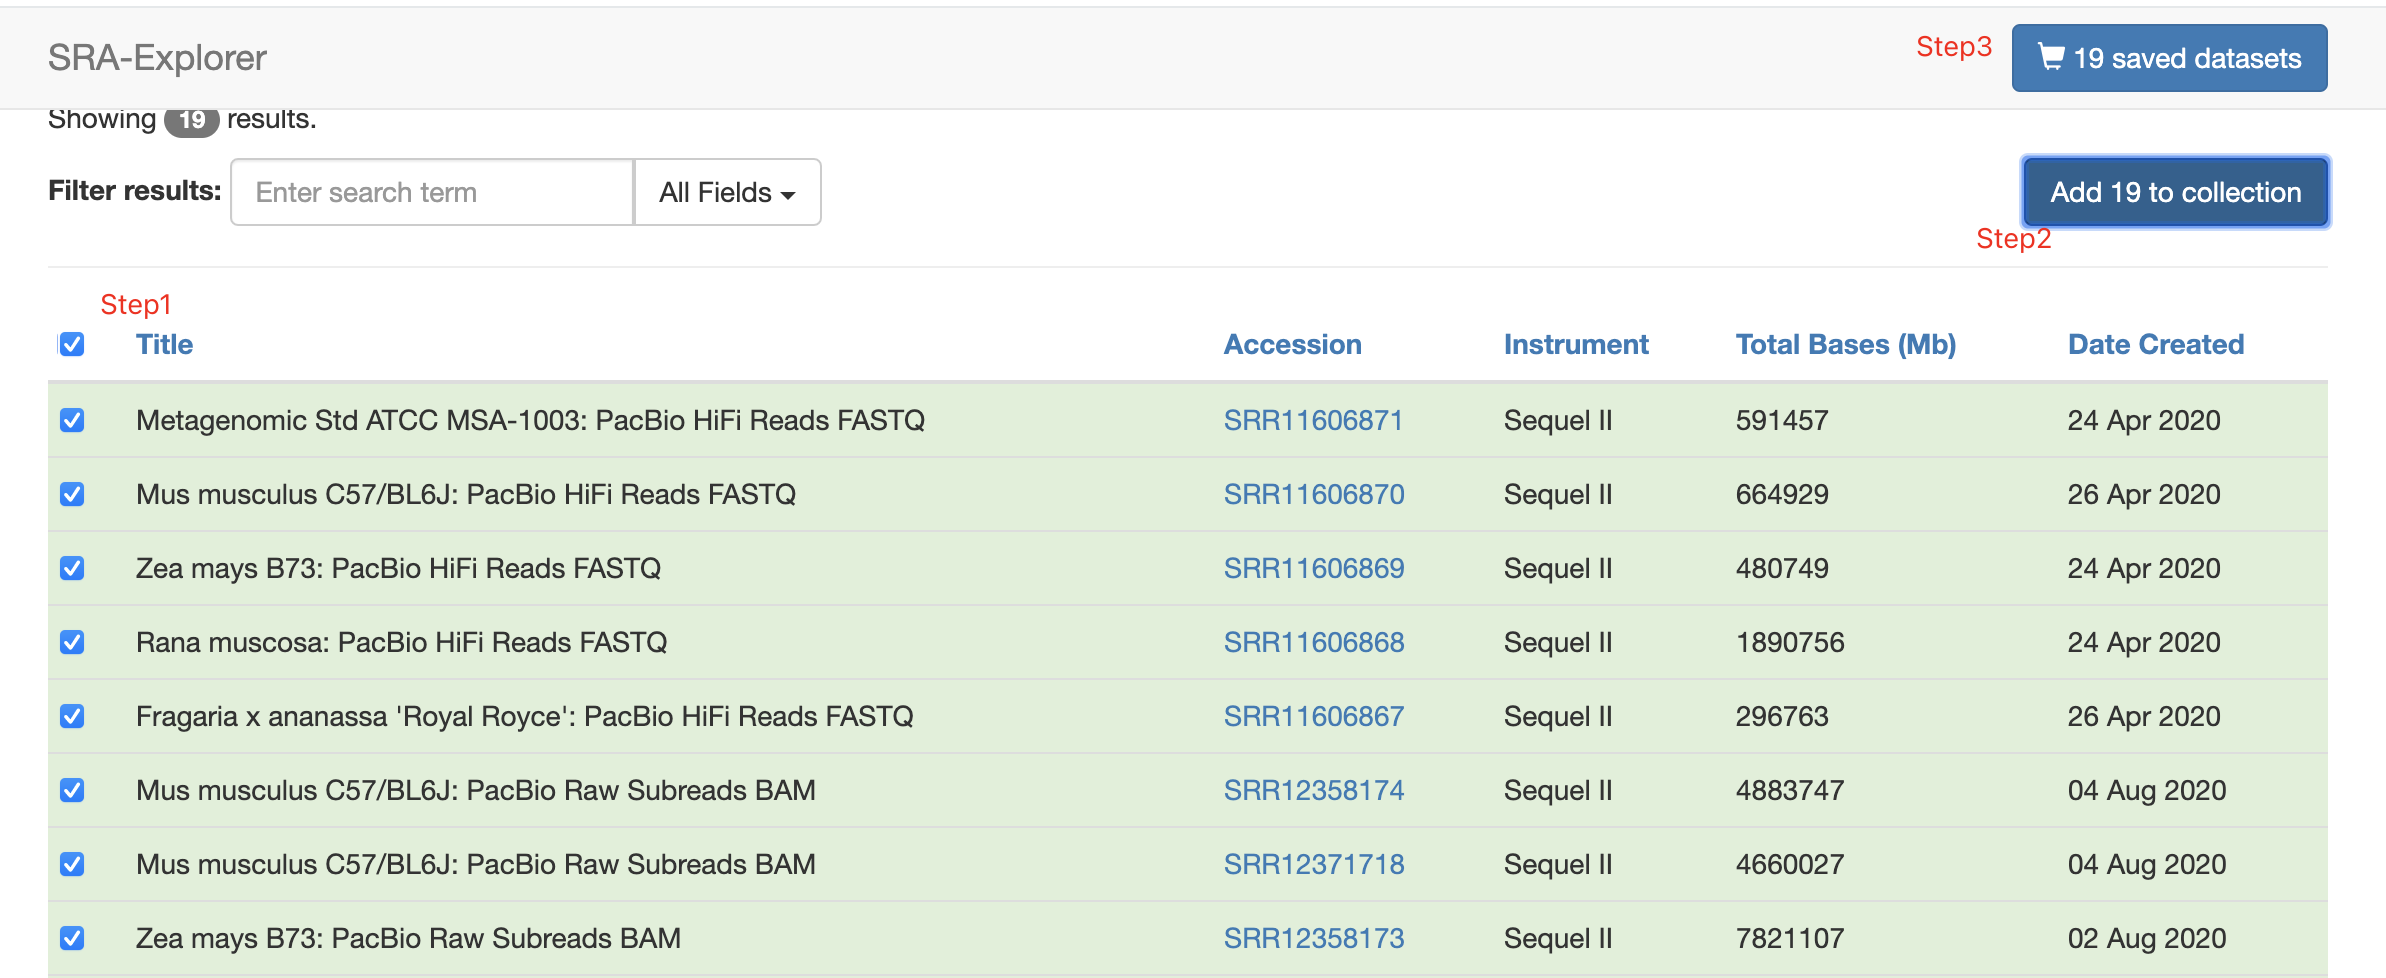 SRA-Explorer
Step3
19 saved datasets
Showing 19 results.
Filter results: Enter search term All Fields
Add 19 to collection
Step2
Step1
Title Accession Instrument Total Bases (Mb) Date Created
Metagenomic Std ATCC MSA-1003: PacBio HiFi Reads FASTQ SRR11606871 Sequel II 591457 24 Apr 2020
Mus musculus C57/BL6J: PacBio HiFi Reads FASTQ SRR11606870 Sequel II 664929 26 Apr 2020
Zea mays B73: PacBio HiFi Reads FASTQ SRR11606869 Sequel II 480749 24 Apr 2020
Rana muscosa: PacBio HiFi Reads FASTQ SRR11606868 Sequel II 1890756 24 Apr 2020
Fragaria x ananassa 'Royal Royce': PacBio HiFi Reads FASTQ SRR11606867 Sequel II 296763 26 Apr 2020
Mus musculus C57/BL6J: PacBio Raw Subreads BAM SRR12358174 Sequel II 4883747 04 Aug 2020
Mus musculus C57/BL6J: PacBio Raw Subreads BAM SRR12371718 Sequel II 4660027 04 Aug 2020
Zea mays B73: PacBio Raw Subreads BAM SRR12358173 Sequel II 7821107 02 Aug 2020